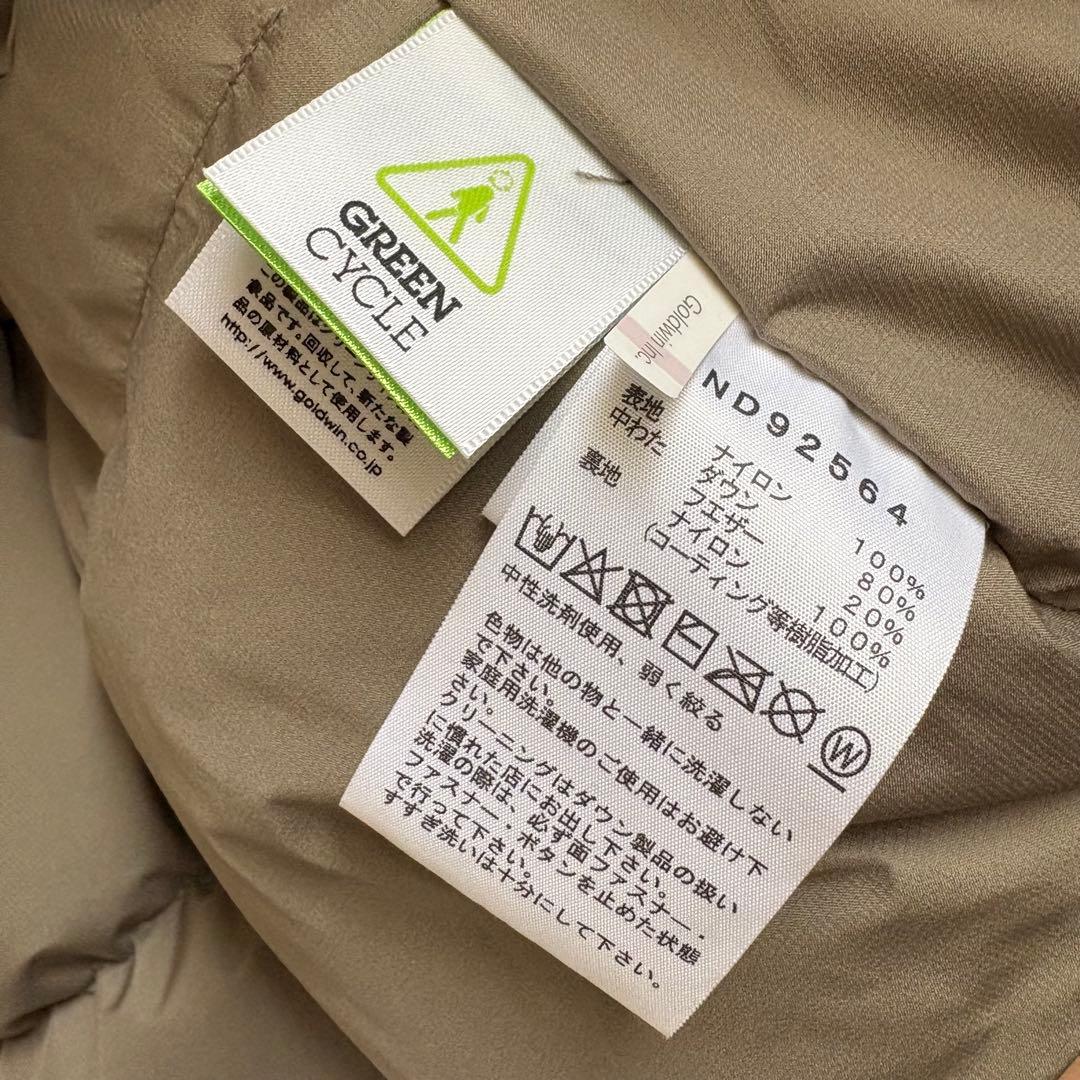 GREEN
CYCLE
この製品はグリーン
象品です。回収して、新たな製
品の原材料として使用します。
http://www.goldwin.co.jp
Goldwin Inc.
ND92564
表地 ナイロン 100%
中わた ダウン 80%
フェザー 20%
裏地 ナイロン 100%
(コーティング等樹脂加工)
W
中性洗剤使用、弱く絞る
色物は他の物と一緒に洗濯しない
で下さい。
家庭用洗濯機のご使用はお避け下
さい。
クリーニングはダウン製品の扱い
に慣れた店にお出し下さい。
洗濯の際は、必ず面ファスナー・
ファスナー・ボタンを止めた状態
で行って下さい。
すすぎ洗いは十分にして下さい。